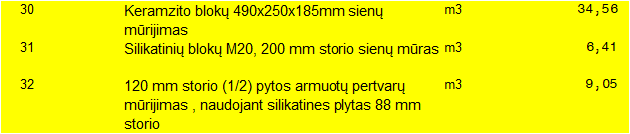 30 Keramzito blokų 490x250x185mm sienų m3 34,56
mūrijimas
31 Silikatinių blokų M20, 200 mm storio sienų mūras m3 6,41
32 120 mm storio (1/2) pytos armuotų pertvarų m3 9,05
mūrijimas , naudojant silikatines plytas 88 mm
storio